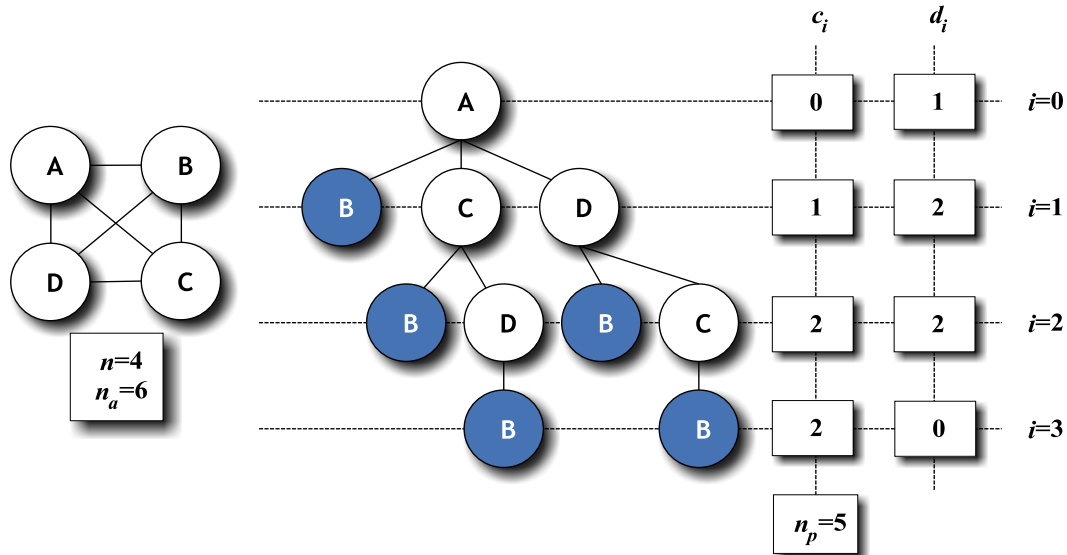 c_i d_i
A 0 1 i=0
A B
B C D 1 2 i=1
D C
B D B C 2 2 i=2
n=4
n_a=6
B B 2 0 i=3
n_p=5